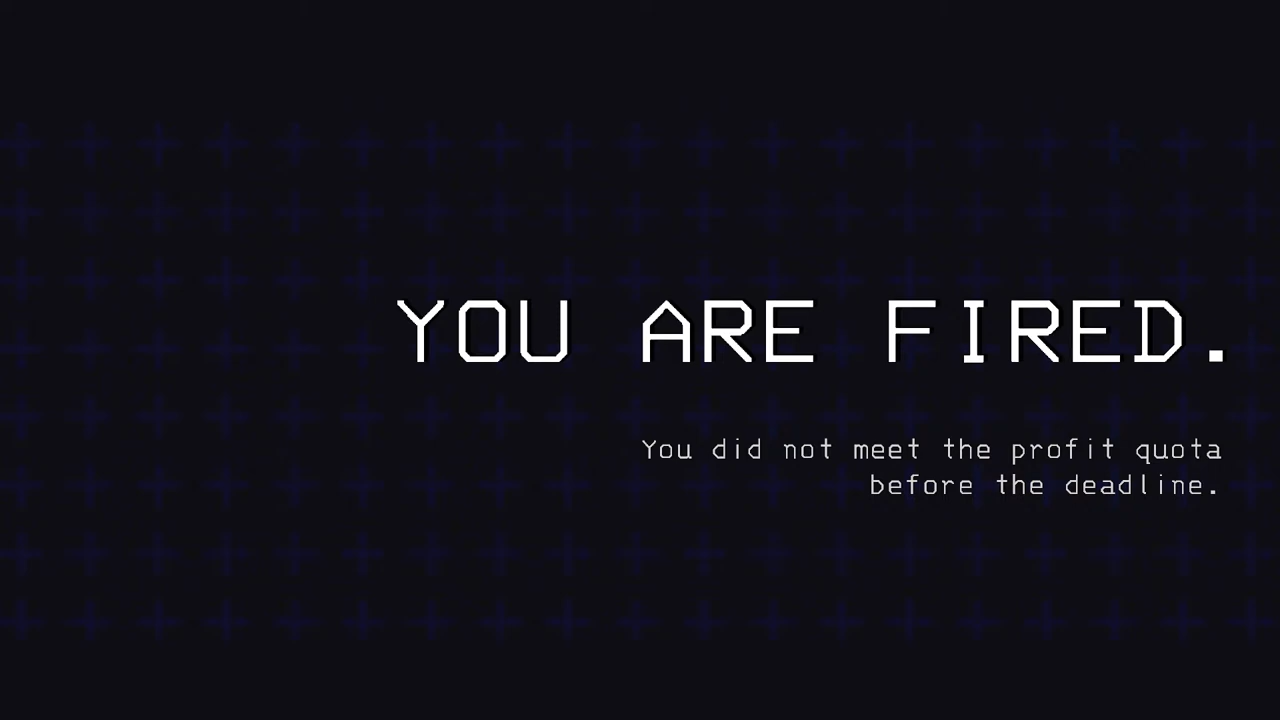 YOU ARE FIRED.
You did not meet the profit quota
before the deadline.